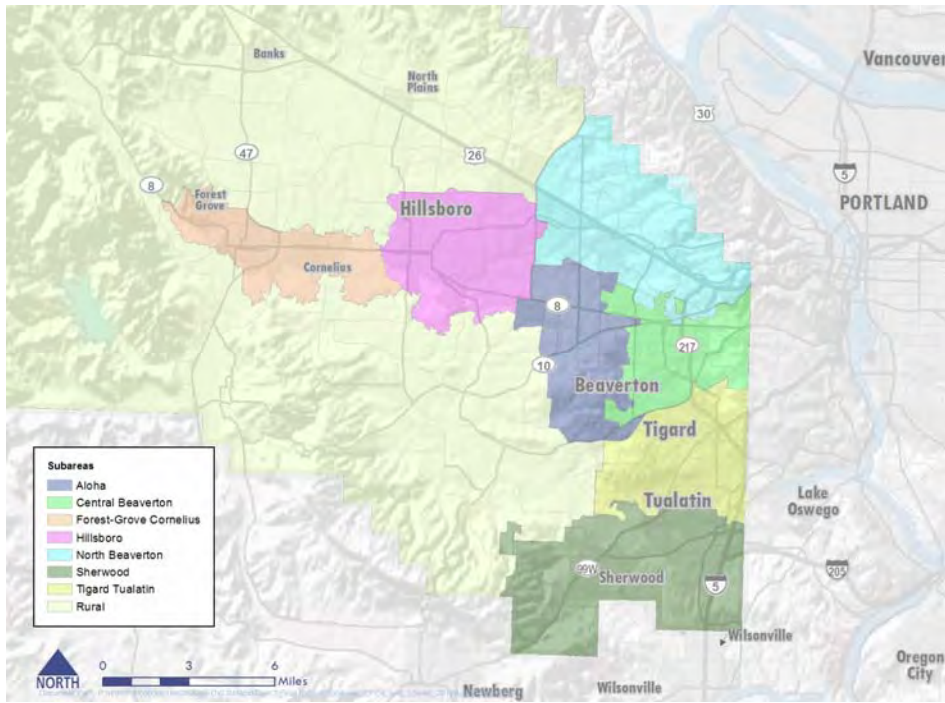 Banks
Vancouver
North
Plains
30
47
26
5
8
Forest
Grove
Hillsboro
PORTLAND
Cornelius
8
217
10
Beaverton
Tigard
Subareas
Aloha
Central Beaverton
Forest-Grove Cornelius
Hillsboro
North Beaverton
Sherwood
Tigard Tualatin
Rural
Tualatin
Lake
Oswego
99W
Sherwood
5
205
Wilsonville
NORTH
0 3 6
Miles
Oregon
City
Newberg
Wilsonville